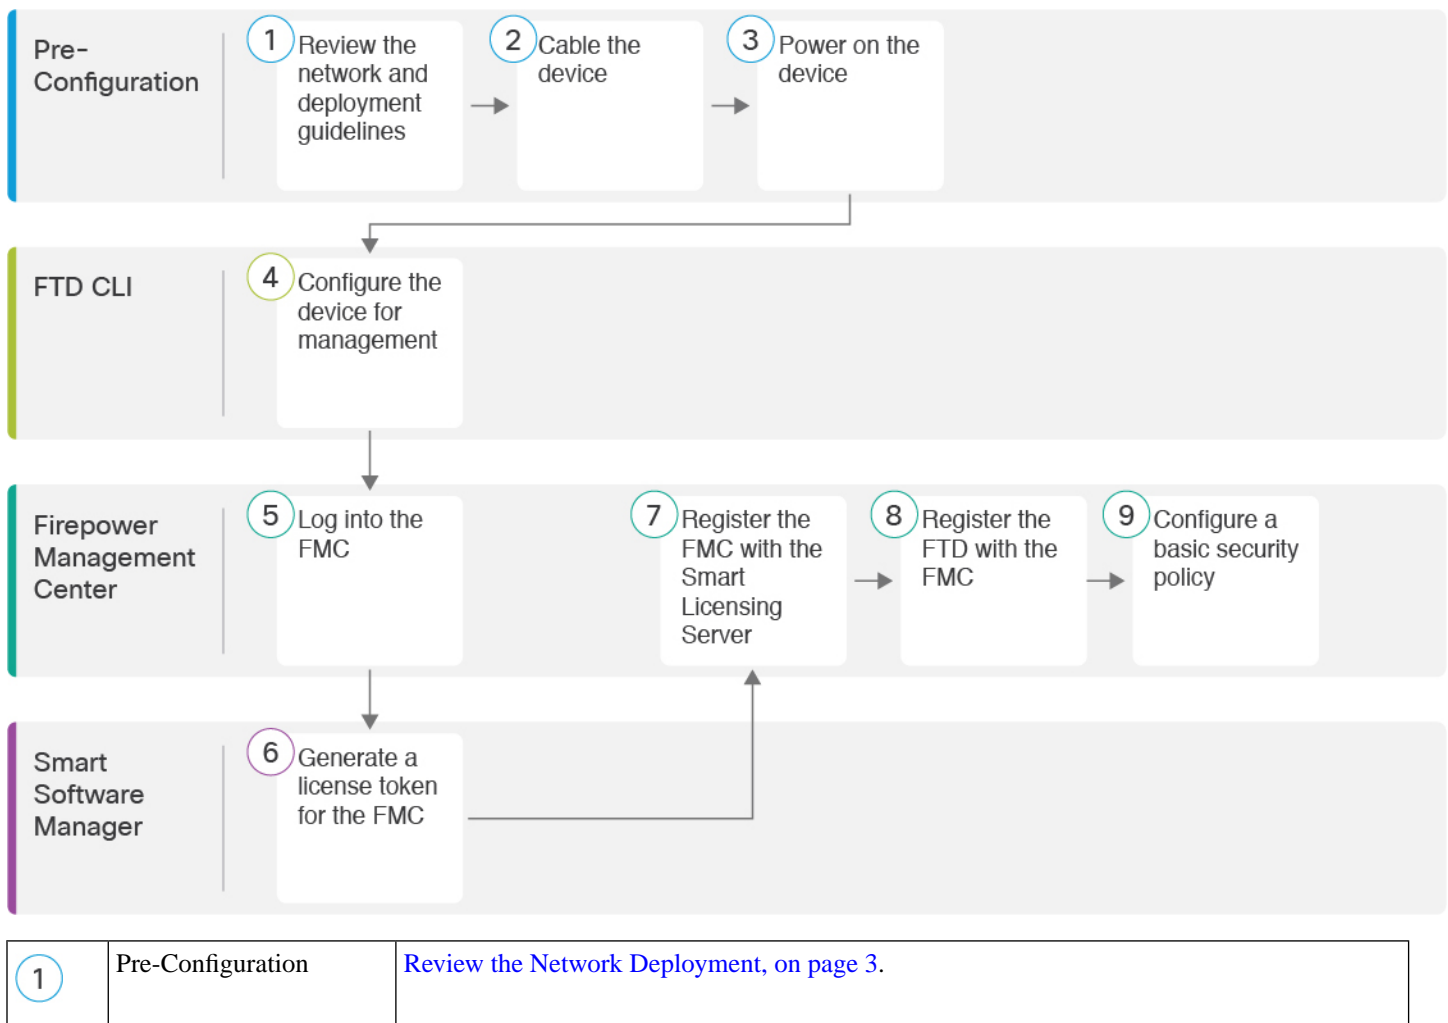 Pre-
Configuration
1
Review the
network and
deployment
guidelines
2
Cable the
device
3
Power on the
device
FTD CLI
4
Configure the
device for
management
Firepower
Management
Center
5
Log into the
FMC
7
Register the
FMC with the
Smart
Licensing
Server
8
Register the
FTD with the
FMC
9
Configure a
basic security
policy
Smart
Software
Manager
6
Generate a
license token
for the FMC
1
Pre-Configuration
Review the Network Deployment, on page 3.